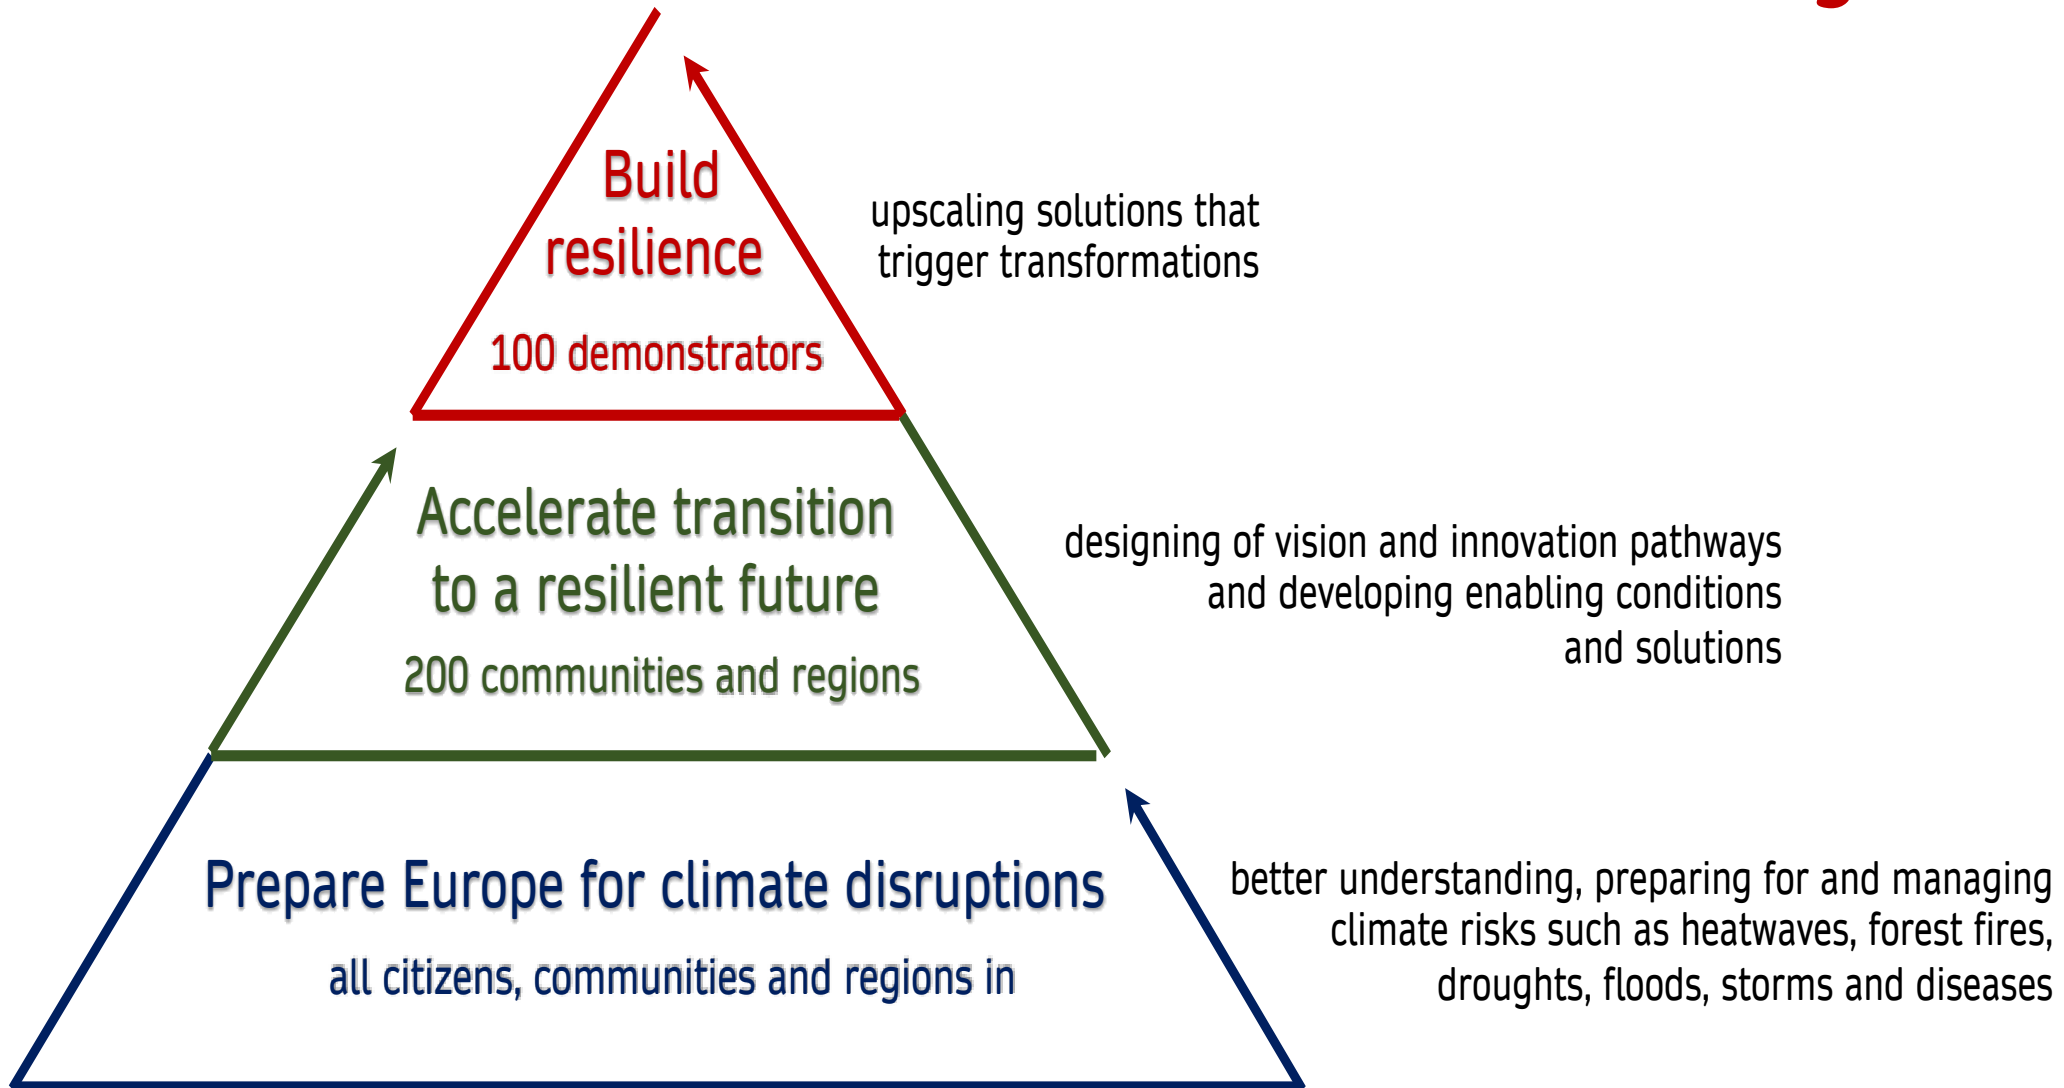 Build
resilience
100 demonstrators
upscaling solutions that
trigger transformations
Accelerate transition
to a resilient future
200 communities and regions
designing of vision and innovation pathways
and developing enabling conditions
and solutions
Prepare Europe for climate disruptions
all citizens, communities and regions in
better understanding, preparing for and managing
climate risks such as heatwaves, forest fires,
droughts, floods, storms and diseases